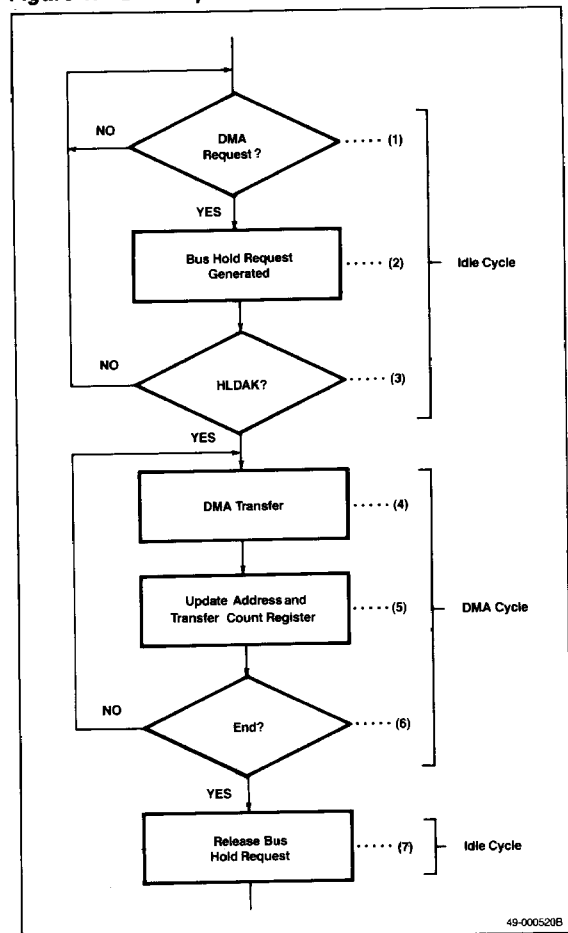 NO
DMA
Request?
(1)
YES
Bus Hold Request
Generated
(2)
Idle Cycle
NO
HLDAK?
(3)
YES
DMA Transfer
(4)
Update Address and
Transfer Count Register
(5)
DMA Cycle
NO
End?
(6)
YES
Release Bus
Hold Request
(7)
Idle Cycle
49-000520B